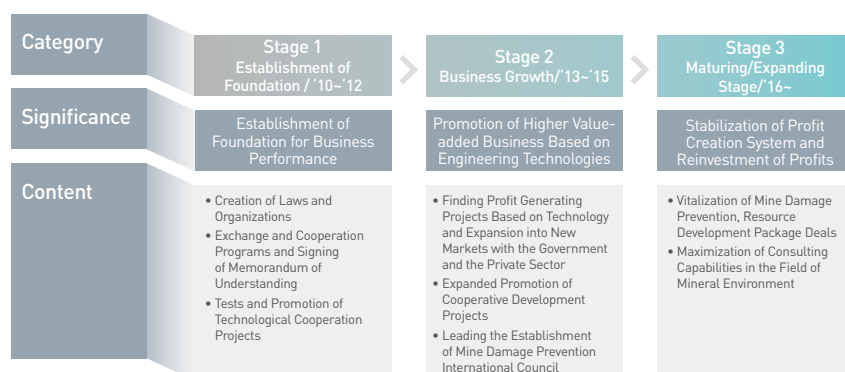 Category
Stage 1
Establishment of
Foundation / ‘10~‘12
Stage 2
Business Growth/‘13~‘15
Stage 3
Maturing/Expanding
Stage/‘16~
Significance
Establishment of
Foundation for Business
Performance
Promotion of Higher Value-
added Business Based on
Engineering Technologies
Stabilization of Profit
Creation System and
Reinvestment of Profits
Content
• Creation of Laws and
Organizations
• Exchange and Cooperation
Programs and Signing
of Memorandum of
Understanding
• Tests and Promotion of
Technological Cooperation
Projects
• Finding Profit Generating
Projects Based on Technology
and Expansion into New
Markets with the Government
and the Private Sector
• Expanded Promotion of
Cooperative Development
Projects
• Leading the Establishment
of Mine Damage Prevention
International Council
• Vitalization of Mine Damage
Prevention, Resource
Development Package Deals
• Maximization of Consulting
Capabilities in the Field of
Mineral Environment